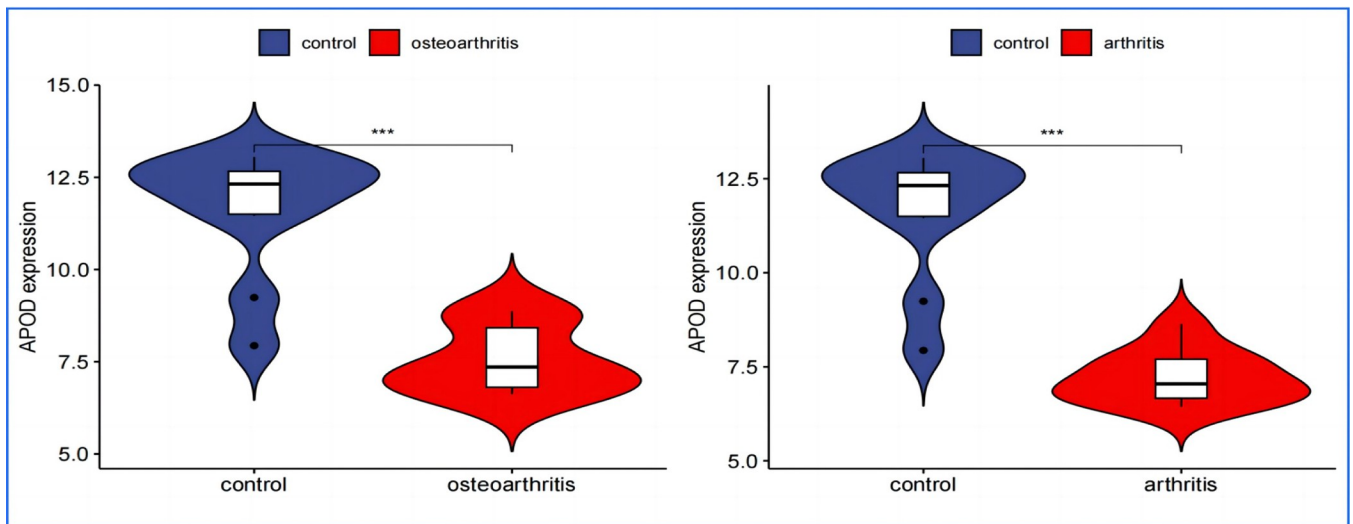 control osteoarthritis
15.0
12.5
10.0
7.5
5.0
APOD expression
***
control osteoarthritis
control arthritis
12.5
10.0
7.5
5.0
APOD expression
***
control arthritis